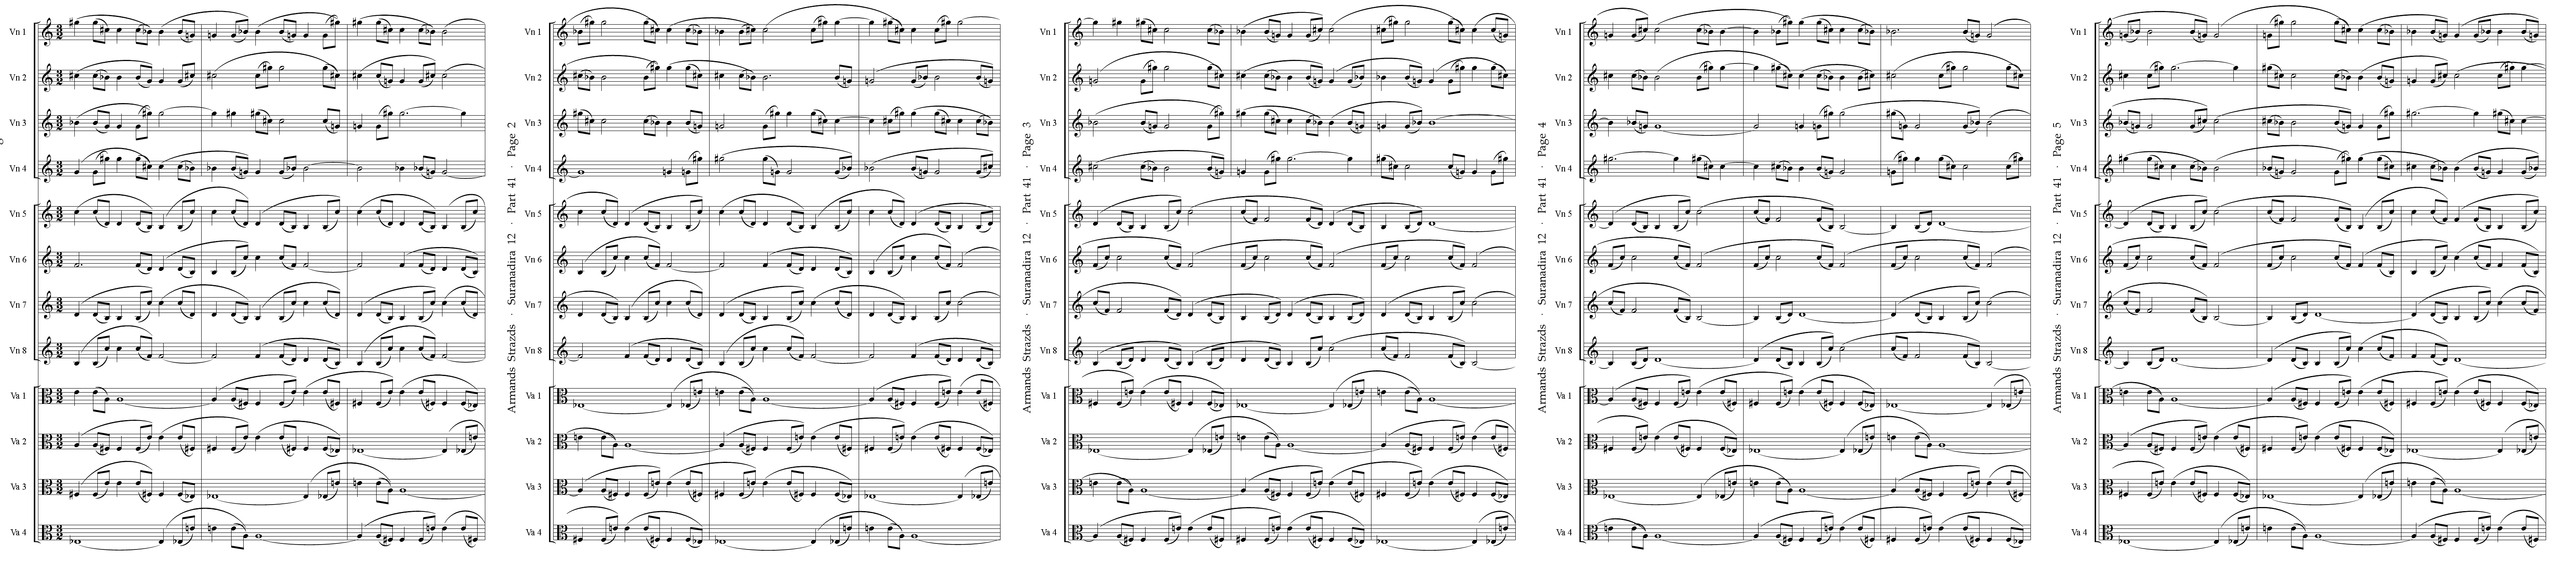 Vn 1
Vn 2
Vn 3
Vn 4
Vn 5
Vn 6
Vn 7
Vn 8
Va 1
Va 2
Va 3
Va 4
Armands Strazds · Suranadira 12 · Part 41 · Page 2
Vn 1
Vn 2
Vn 3
Vn 4
Vn 5
Vn 6
Vn 7
Vn 8
Va 1
Va 2
Va 3
Va 4
Armands Strazds · Suranadira 12 · Part 41 · Page 3
Vn 1
Vn 2
Vn 3
Vn 4
Vn 5
Vn 6
Vn 7
Vn 8
Va 1
Va 2
Va 3
Va 4
Armands Strazds · Suranadira 12 · Part 41 · Page 4
Vn 1
Vn 2
Vn 3
Vn 4
Vn 5
Vn 6
Vn 7
Vn 8
Va 1
Va 2
Va 3
Va 4
Armands Strazds · Suranadira 12 · Part 41 · Page 5
Vn 1
Vn 2
Vn 3
Vn 4
Vn 5
Vn 6
Vn 7
Vn 8
Va 1
Va 2
Va 3
Va 4